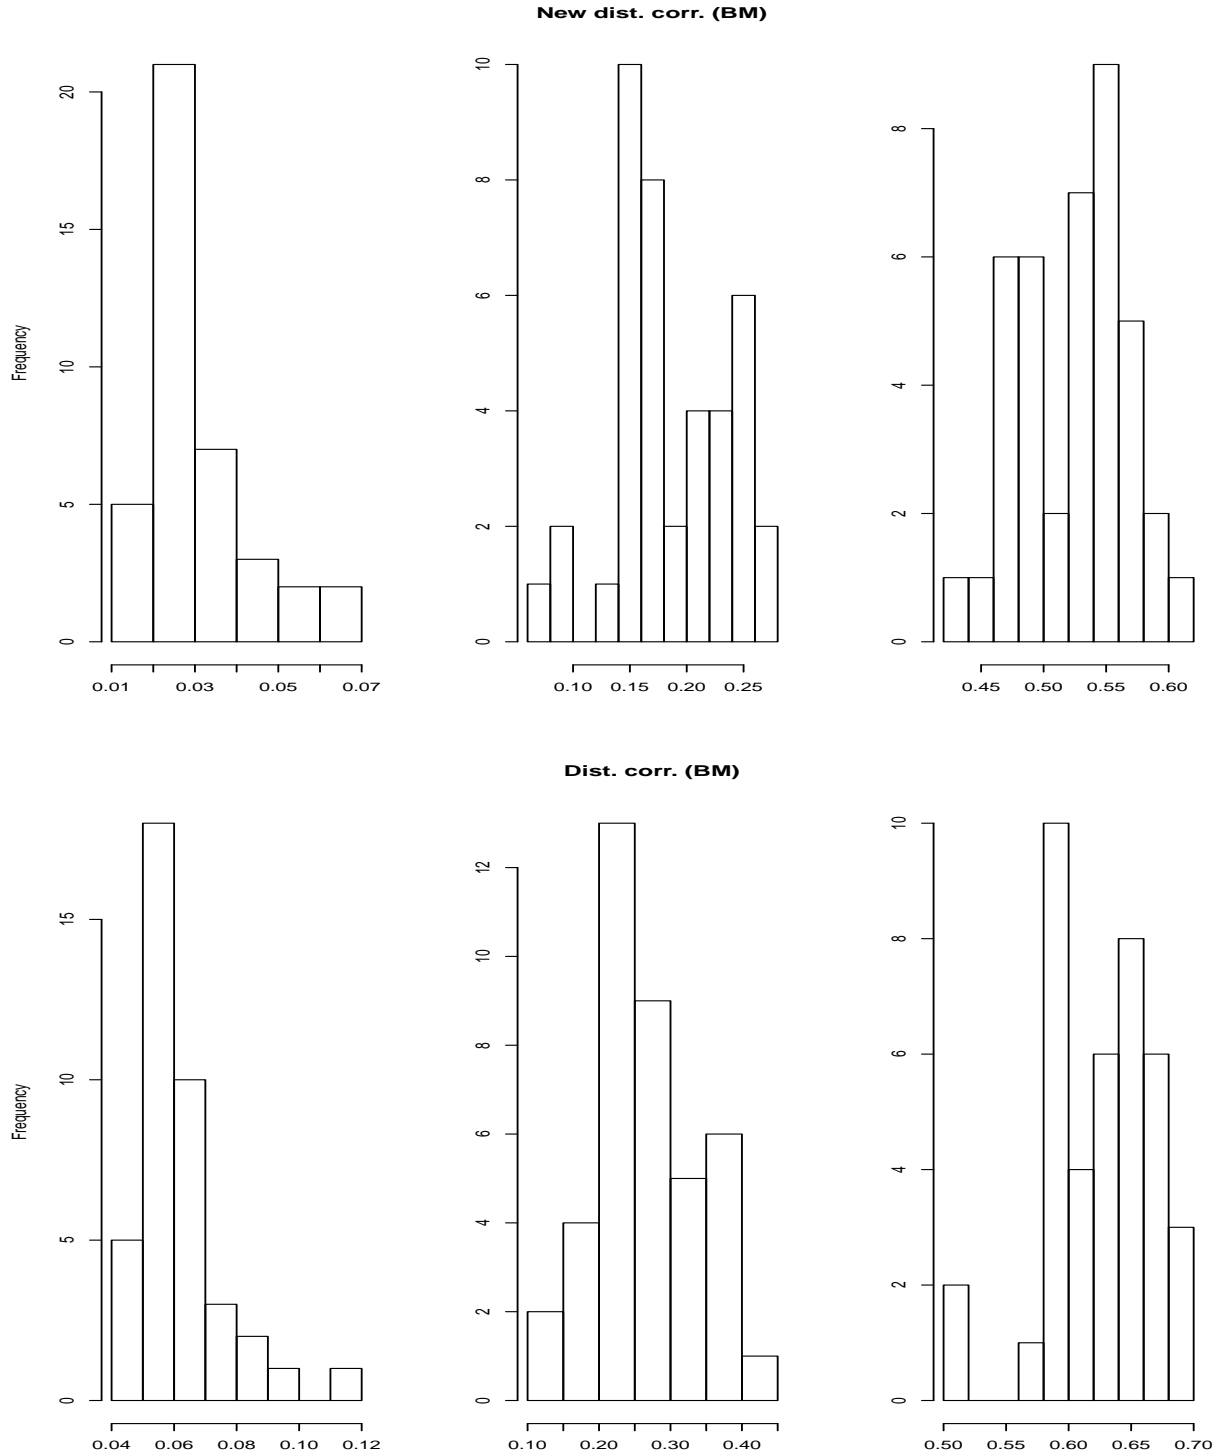 New dist. corr. (BM)
Frequency
0 5 10 15 20
0.01 0.03 0.05 0.07
0 2 4 6 8 10
0.10 0.15 0.20 0.25
0 2 4 6 8
0.45 0.50 0.55 0.60
Dist. corr. (BM)
Frequency
0 5 10 15
0.04 0.06 0.08 0.10 0.12
0 2 4 6 8 10 12
0.10 0.20 0.30 0.40
0 2 4 6 8 10
0.50 0.55 0.60 0.65 0.70